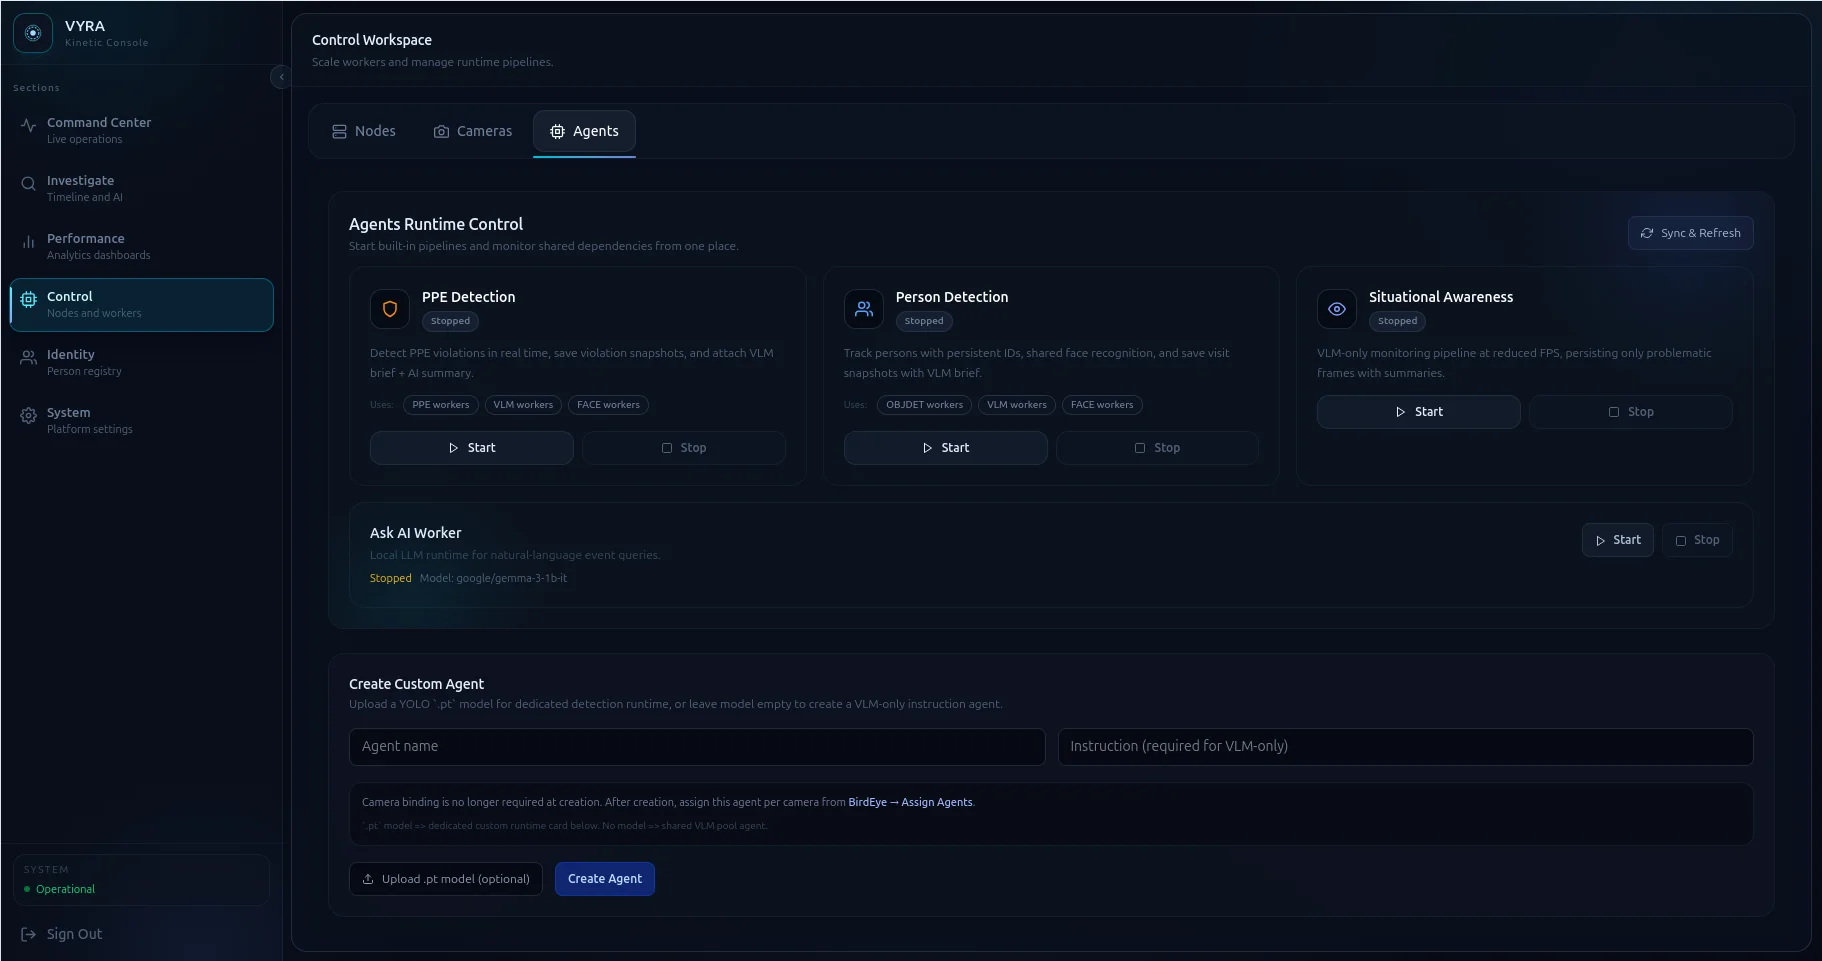 VYRA
Kinetic Console
Sections
Command Center
Live operations
Investigate
Timeline and AI
Performance
Analytics dashboards
Control
Nodes and workers
Identity
Person registry
System
Platform settings
SYSTEM
Operational
Sign Out
Control Workspace
Scale workers and manage runtime pipelines.
Nodes
Cameras
Agents
Agents Runtime Control
Start built-in pipelines and monitor shared dependencies from one place.
Sync & Refresh
PPE Detection
Stopped
Detect PPE violations in real time, save violation snapshots, and attach VLM
brief + AI summary.
Uses: PPE workers VLM workers FACE workers
Start Stop
Person Detection
Stopped
Track persons with persistent IDs, shared face recognition, and save visit
snapshots with VLM brief.
Uses: OBJDET workers VLM workers FACE workers
Start Stop
Situational Awareness
Stopped
VLM-only monitoring pipeline at reduced FPS, persisting only problematic
frames with summaries.
Start Stop
Ask AI Worker
Local LLM runtime for natural-language event queries.
Stopped Model: google/gemma-3-1b-it
Start Stop
Create Custom Agent
Upload a YOLO `.pt` model for dedicated detection runtime, or leave model empty to create a VLM-only instruction agent.
Agent name
Instruction (required for VLM-only)
Camera binding is no longer required at creation. After creation, assign this agent per camera from BirdEye → Assign Agents.
`.pt` model => dedicated custom runtime card below. No model => shared VLM pool agent.
Upload .pt model (optional)
Create Agent